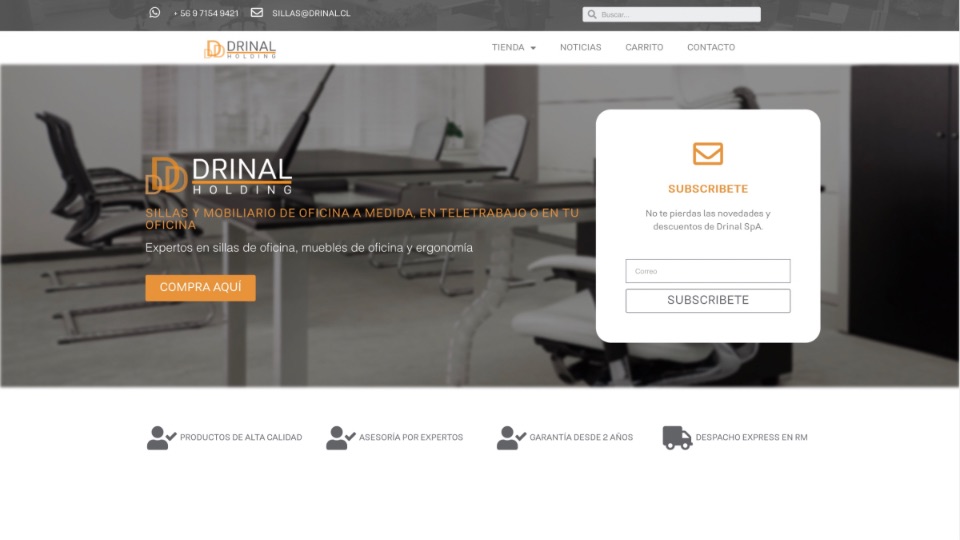 + 56 9 7154 9421
SILLAS@DRINAL.CL
Buscar...
DRINAL
HOLDING
TIENDA
NOTICIAS
CARRITO
CONTACTO
DRINAL
HOLDING
SILLAS Y MOBILIARIO DE OFICINA A MEDIDA, EN TELETRABAJO O EN TU
OFICINA
Expertos en sillas de oficina, muebles de oficina y ergonomía
COMPRA AQUÍ
SUBSCRIBETE
No te pierdas las novedades y
descuentos de Drinal SpA.
Correo
SUBSCRIBETE
PRODUCTOS DE ALTA CALIDAD
ASESORÍA POR EXPERTOS
GARANTÍA DESDE 2 AÑOS
DESPACHO EXPRESS EN RM